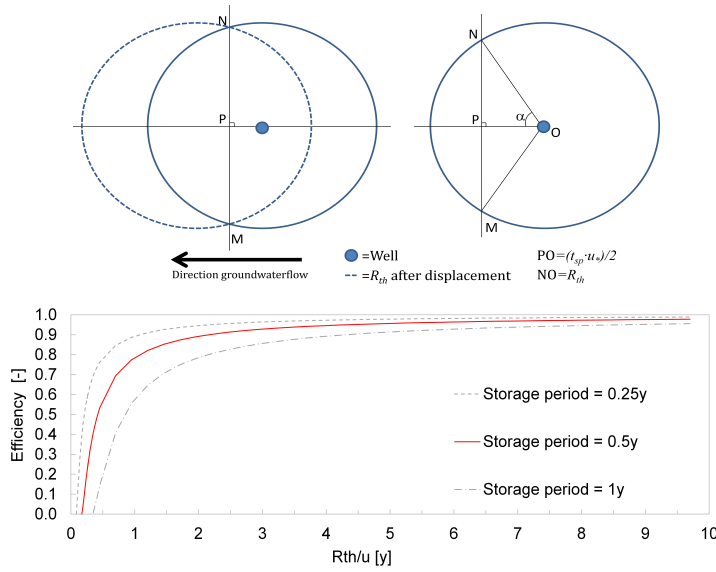 N
P
M
N
P
α
O
M
Direction groundwaterflow
=Well
=Rth after displacement
PO=(tsp·u*)/2
NO=Rth
Efficiency [-]
1.0
0.9
0.8
0.7
0.6
0.5
0.4
0.3
0.2
0.1
0.0
Storage period = 0.25y
Storage period = 0.5y
Storage period = 1y
0 1 2 3 4 5 6 7 8 9 10
Rth/u [y]